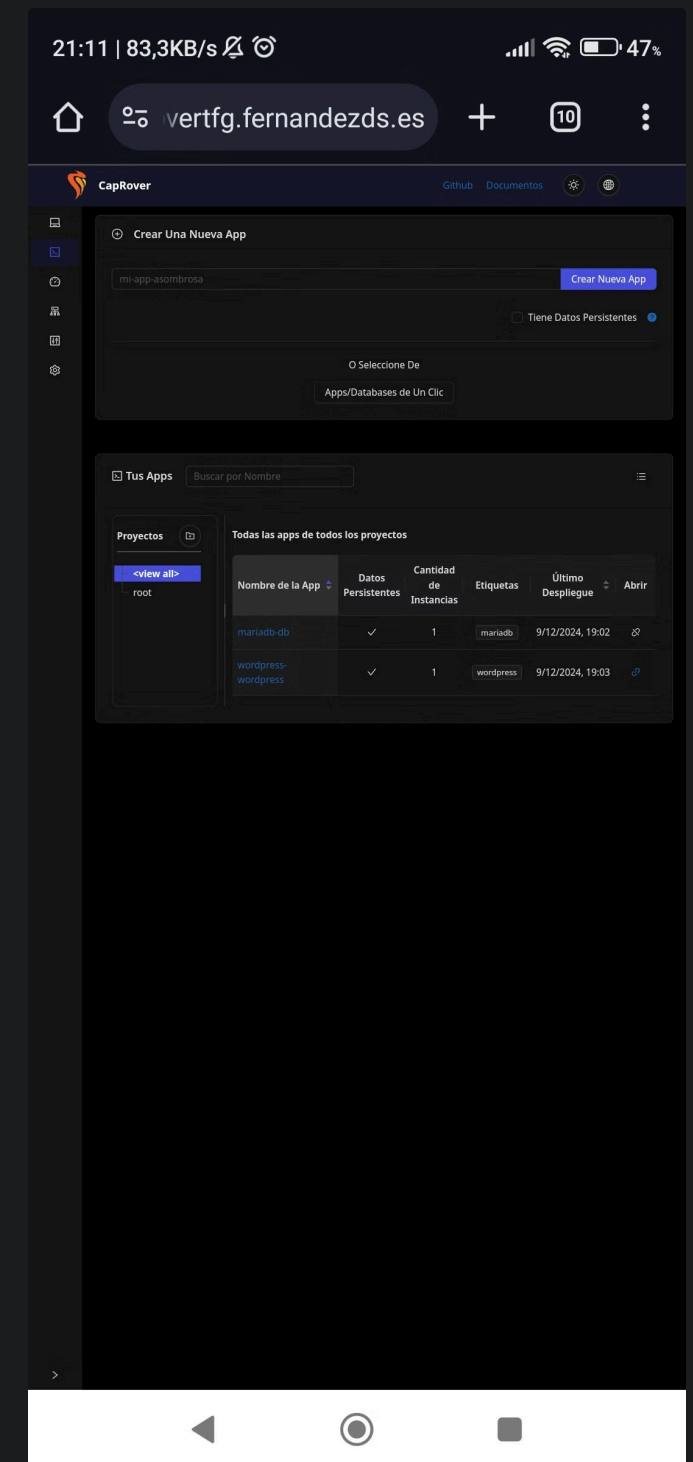 21:11 | 83,3KB/s 47%
vertfg.fernandezds.es 10
CapRover Github Documentos
Crear Una Nueva App
mi-app-asombrosa Crear Nueva App
Tiene Datos Persistentes ?
O Seleccione De
Apps/Databases de Un Clic
Tus Apps Buscar por Nombre
Proyectos
<view all>
root
Todas las apps de todos los proyectos
Nombre de la App Datos Persistentes Cantidad de Instancias Etiquetas Último Despliegue Abrir
mariadb-db 1 mariadb 9/12/2024, 19:02
wordpress-wordpress 1 wordpress 9/12/2024, 19:03